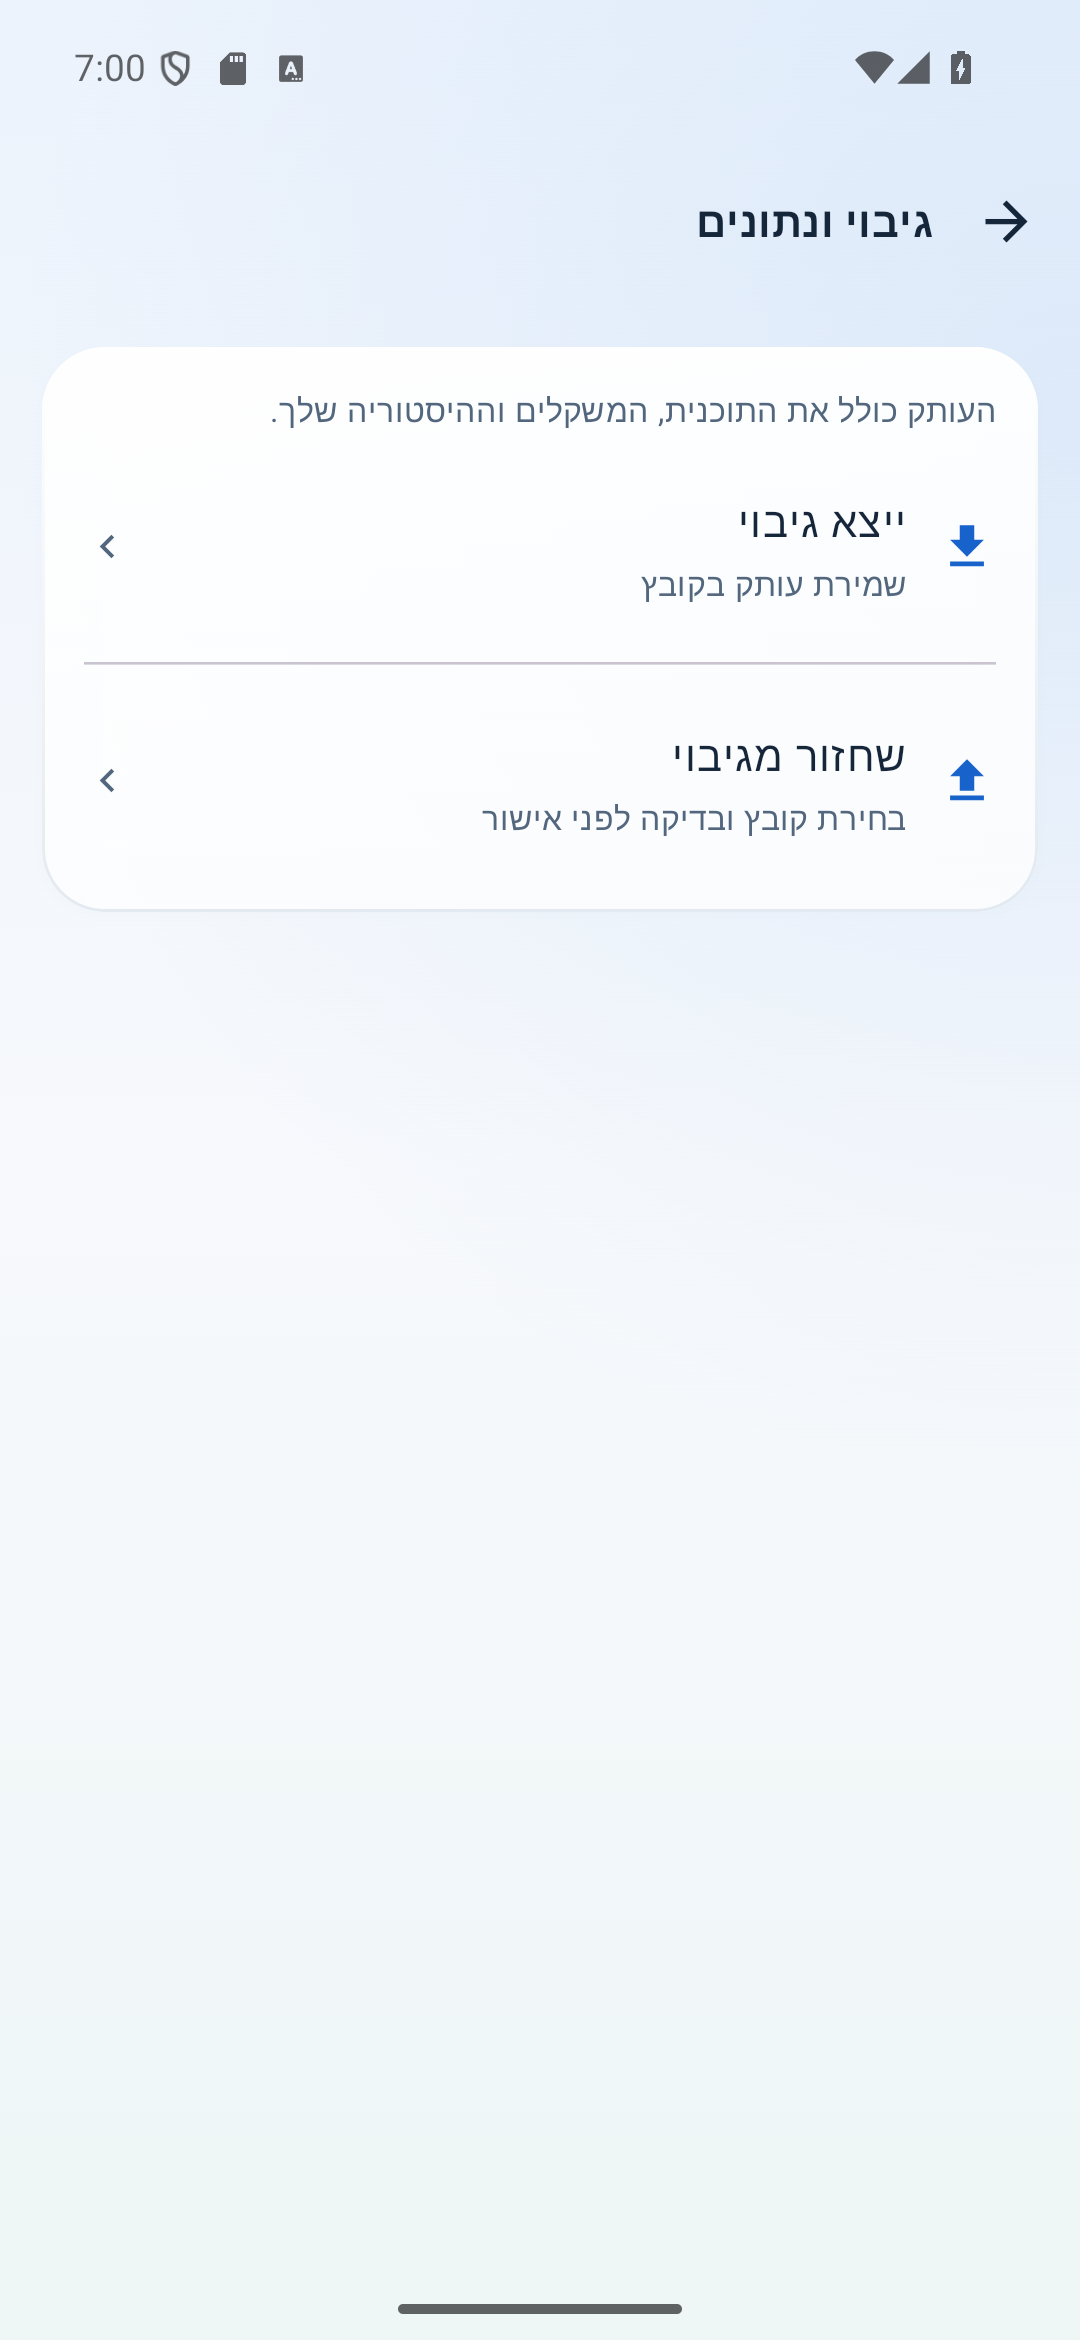 7:00
גיבוי ונתונים
העותק כולל את התוכנית, המשקלים וההיסטוריה שלך.
ייצא גיבוי
שמירת עותק בקובץ
שחזור מגיבוי
בחירת קובץ ובדיקה לפני אישור